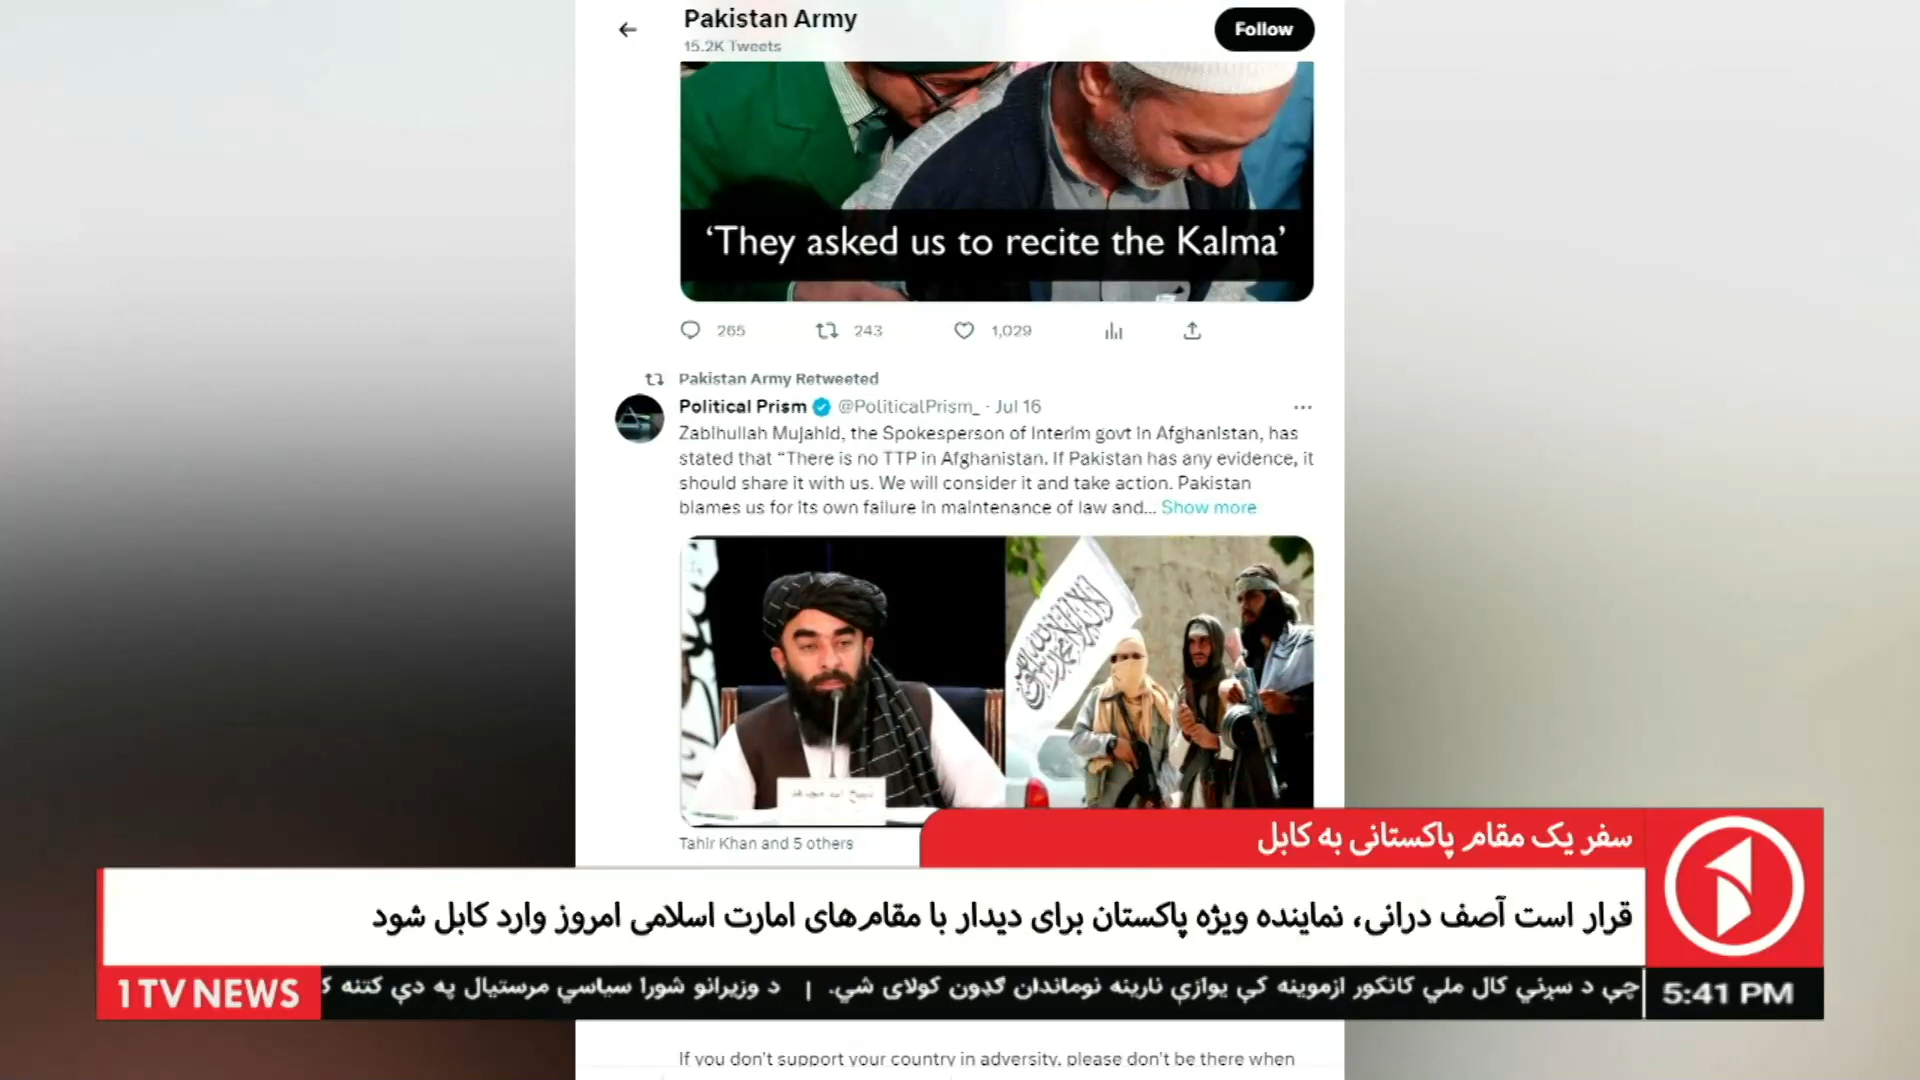 Pakistan Army
15.2K Tweets
Follow
‘They asked us to recite the Kalma’
265
243
1,029
Pakistan Army Retweeted
Political Prism @PoliticalPrism_ · Jul 16
Zabihullah Mujahid, the Spokesperson of Interim govt in Afghanistan, has
stated that “There is no TTP in Afghanistan. If Pakistan has any evidence, it
should share it with us. We will consider it and take action. Pakistan
blames us for its own failure in maintenance of law and... Show more
Tahir Khan and 5 others
سفر یک مقام پاکستانی به کابل
قرار است آصف درانی، نماینده ویژه پاکستان برای دیدار با مقام‌های امارت اسلامی امروز وارد کابل شود
1TV NEWS
چې د سږني کال ملي کانکور ازموینه کې یوازې نارینه نوماندان ګډون کولای شي. | د وزیرانو شورا سیاسي مرستیال په دې کتنه
5:41 PM
If you don't support your country in adversity, please don't be there when